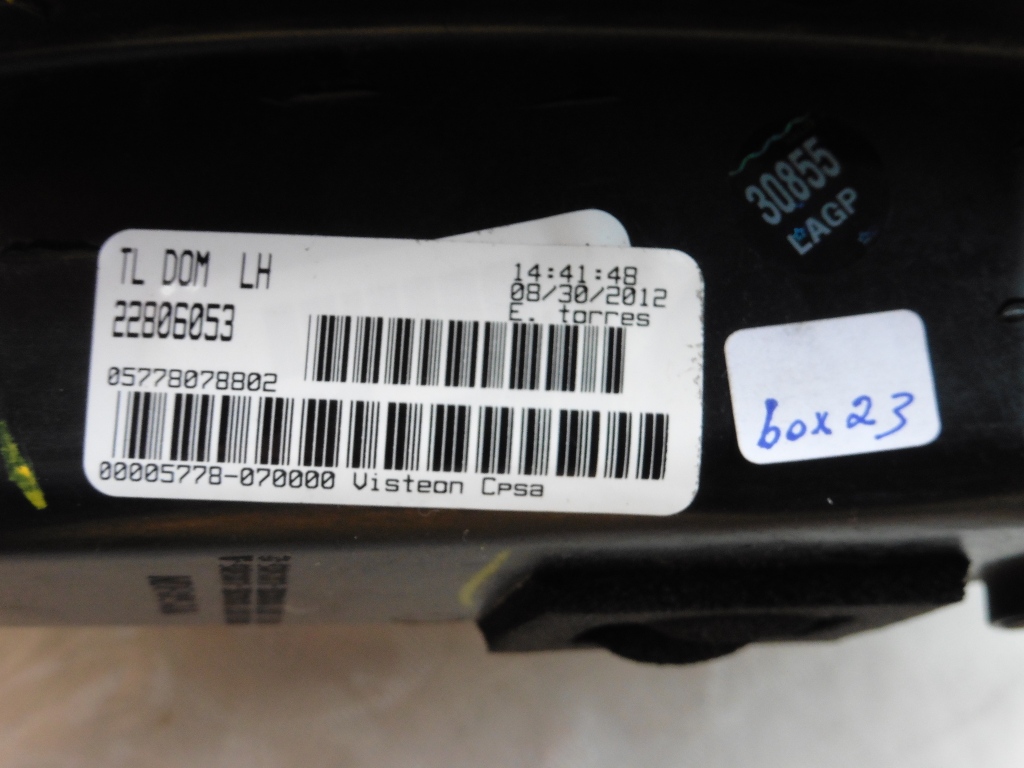 TL DOM LH
22806053
14:41:48
08/30/2012
E. torres
05778078802
00005778-070000 Visteon Cpsa
30855
LAGP
box 23